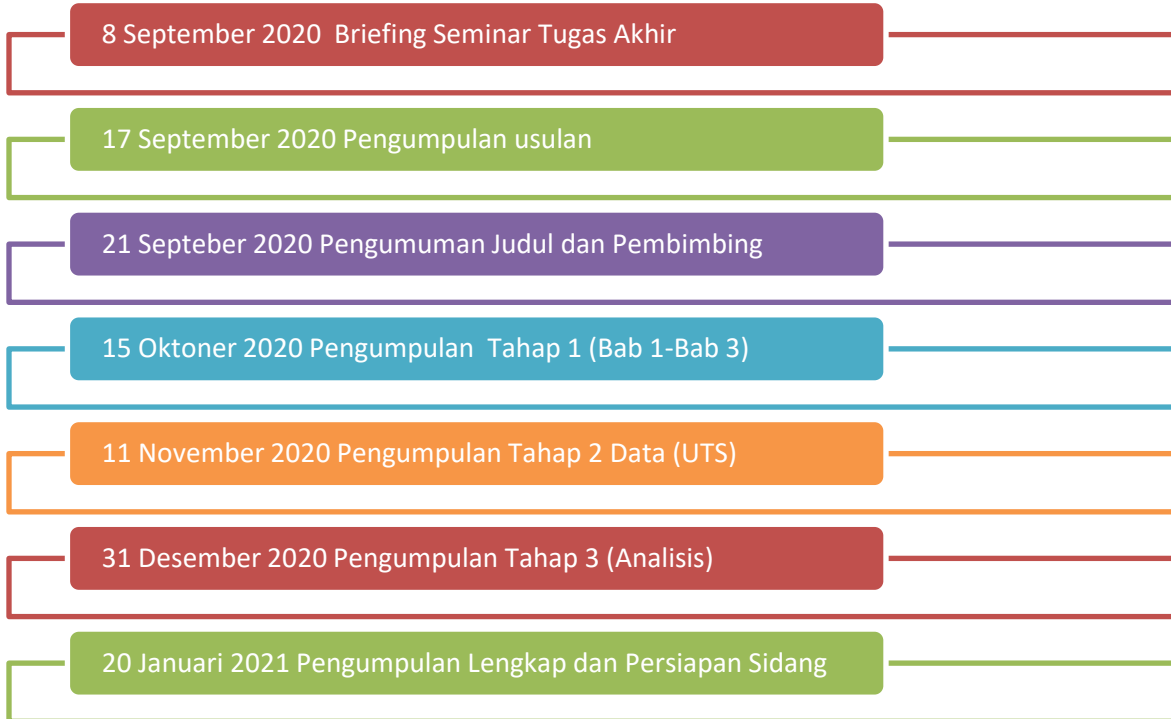 8 September 2020  Briefing Seminar Tugas Akhir
17 September 2020 Pengumpulan usulan
21 Septeber 2020 Pengumuman Judul dan Pembimbing
15 Oktoner 2020 Pengumpulan  Tahap 1 (Bab 1-Bab 3)
11 November 2020 Pengumpulan Tahap 2 Data (UTS)
31 Desember 2020 Pengumpulan Tahap 3 (Analisis)
20 Januari 2021 Pengumpulan Lengkap dan Persiapan Sidang